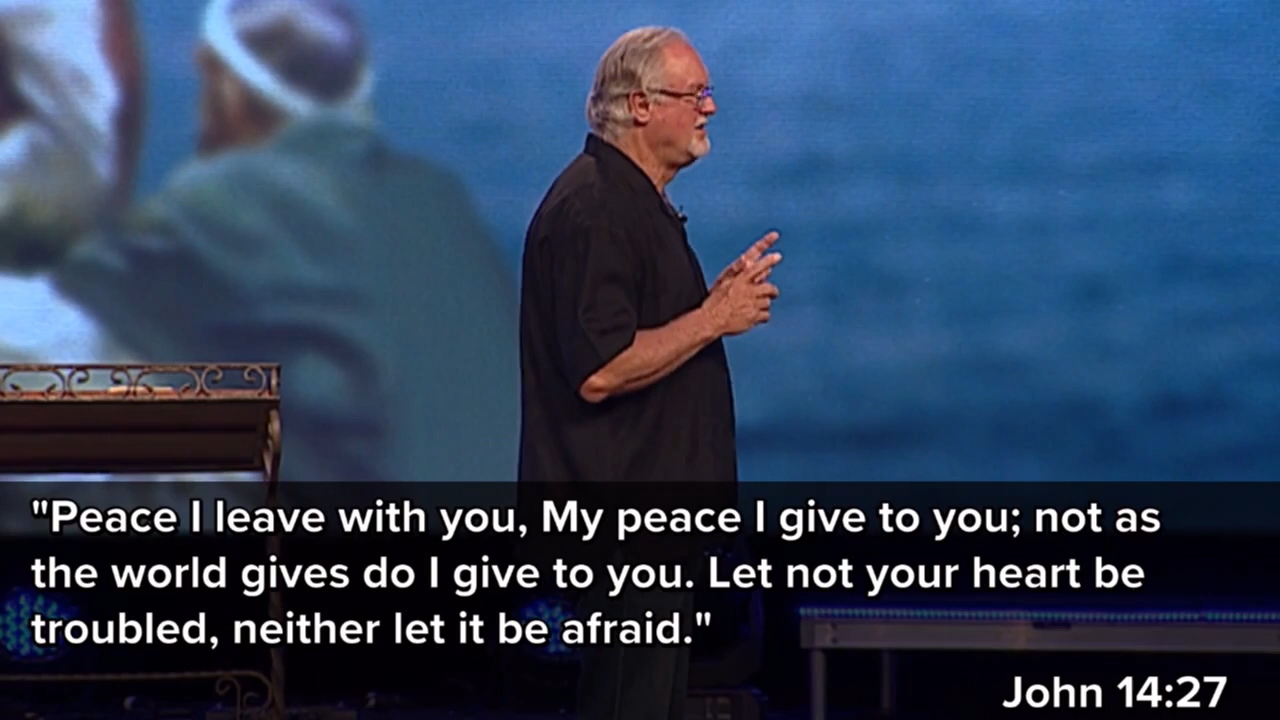 "Peace I leave with you, My peace I give to you; not as
the world gives do I give to you. Let not your heart be
troubled, neither let it be afraid."
John 14:27